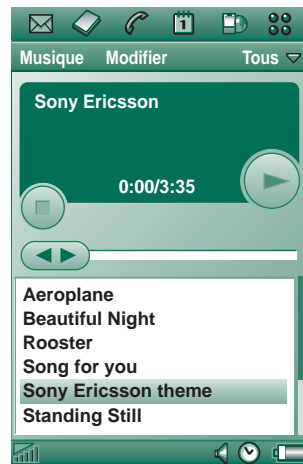 1
Musique Modifier Tous
Sony Ericsson
0:00/3:35
Aeroplane
Beautiful Night
Rooster
Song for you
Sony Ericsson theme
Standing Still